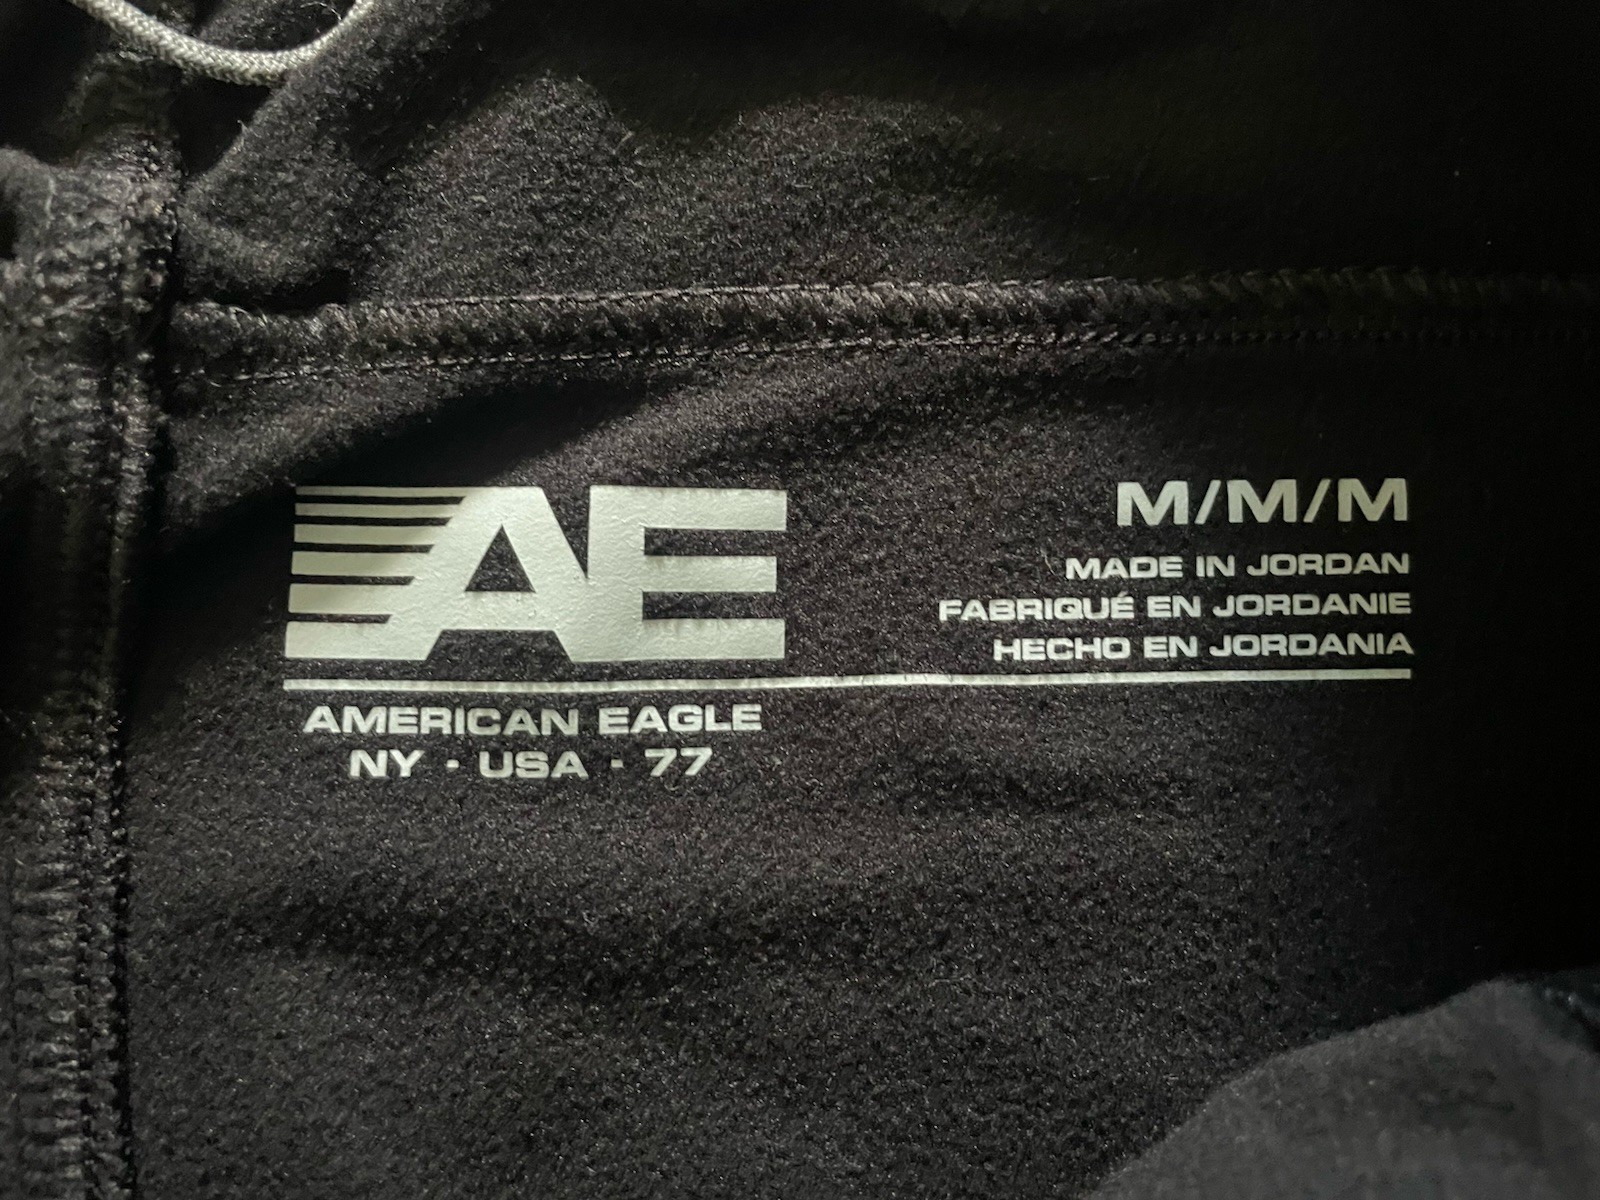 AE
AMERICAN EAGLE
NY · USA · 77
M/M/M
MADE IN JORDAN
FABRIQUÉ EN JORDANIE
HECHO EN JORDANIA